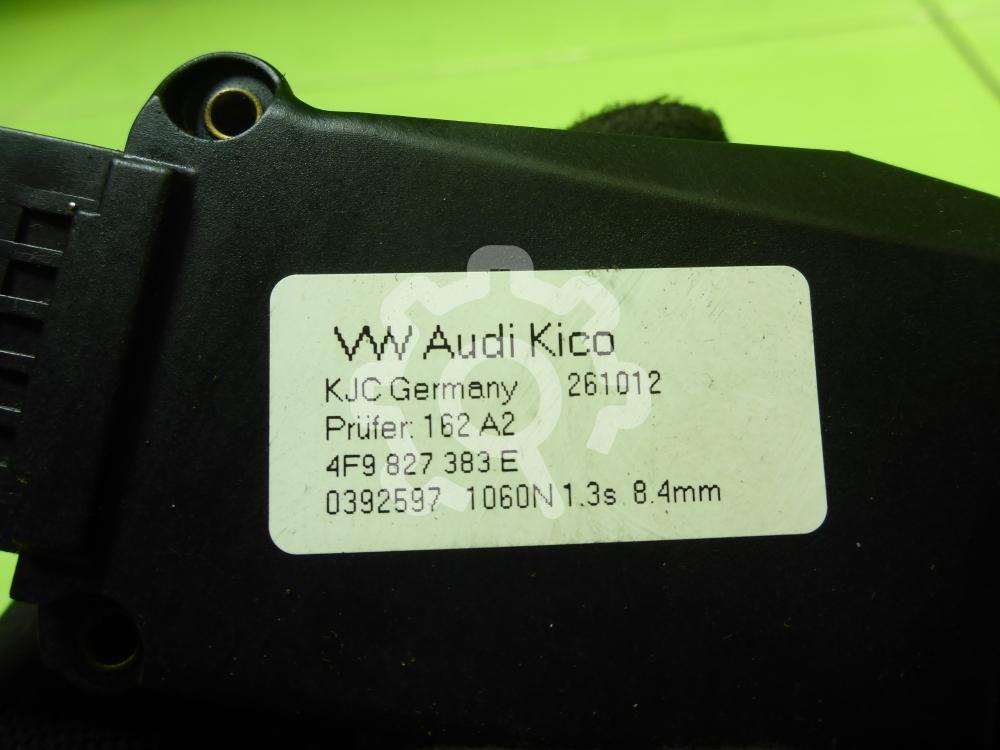 VW Audi Kico
KJC Germany 261012
Prüfer: 162 A2
4F9 827 383 E
0392597 1060N 1.3s 8.4mm